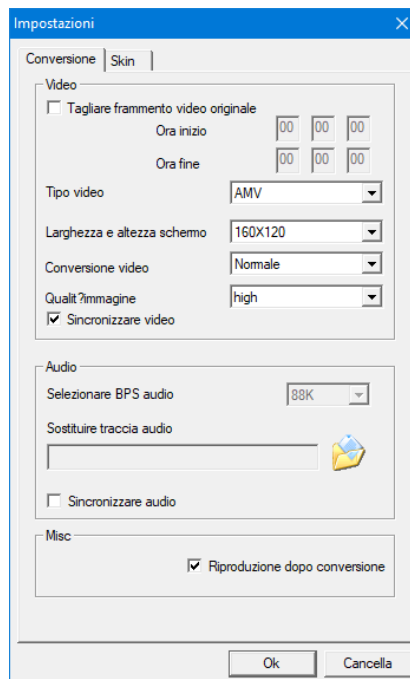 Impostazioni
Conversione Skin
Video
Tagliare frammento video originale
Ora inizio 00 00 00
Ora fine 00 00 00
Tipo video AMV
Larghezza e altezza schermo 160X120
Conversione video Normale
Qualit?immagine high
Sincronizzare video
Audio
Selezionare BPS audio 88K
Sostituire traccia audio
Sincronizzare audio
Misc
Riproduzione dopo conversione
Ok Cancella